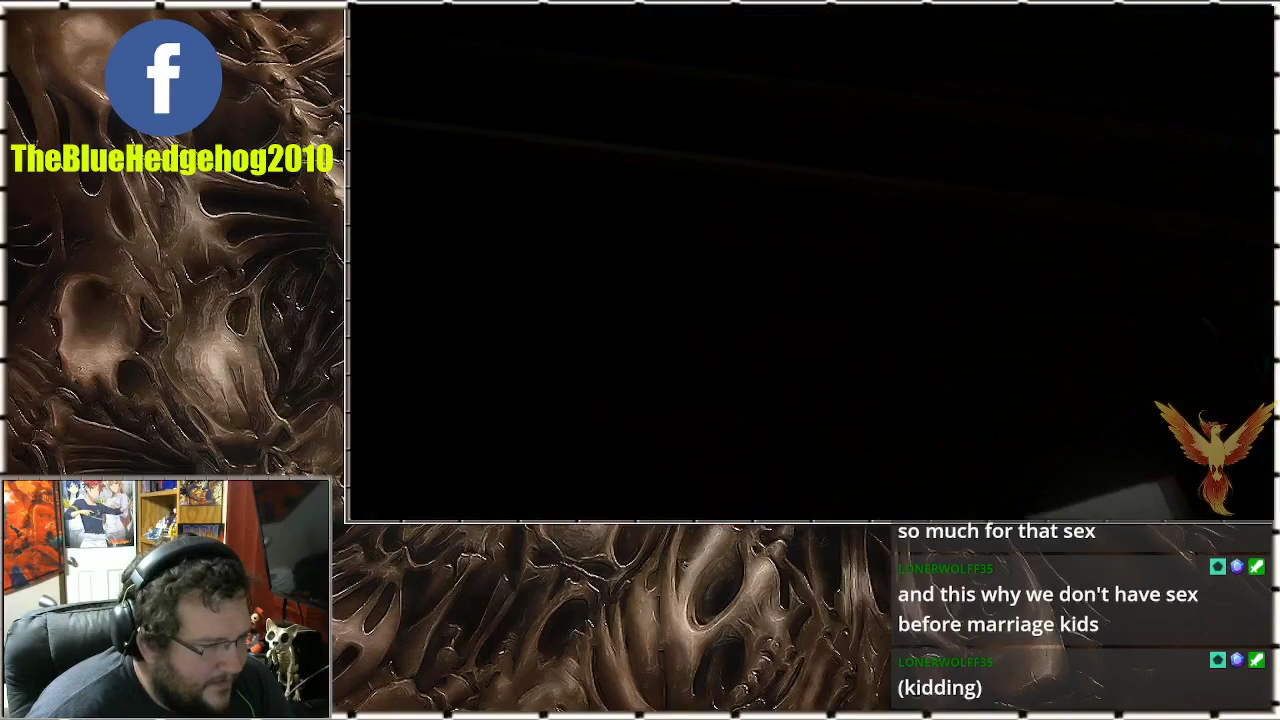 f
TheBlueHedgehog2010
so much for that sex
LONERWOLFF35
and this why we don't have sex
before marriage kids
LONERWOLFF35
(kidding)